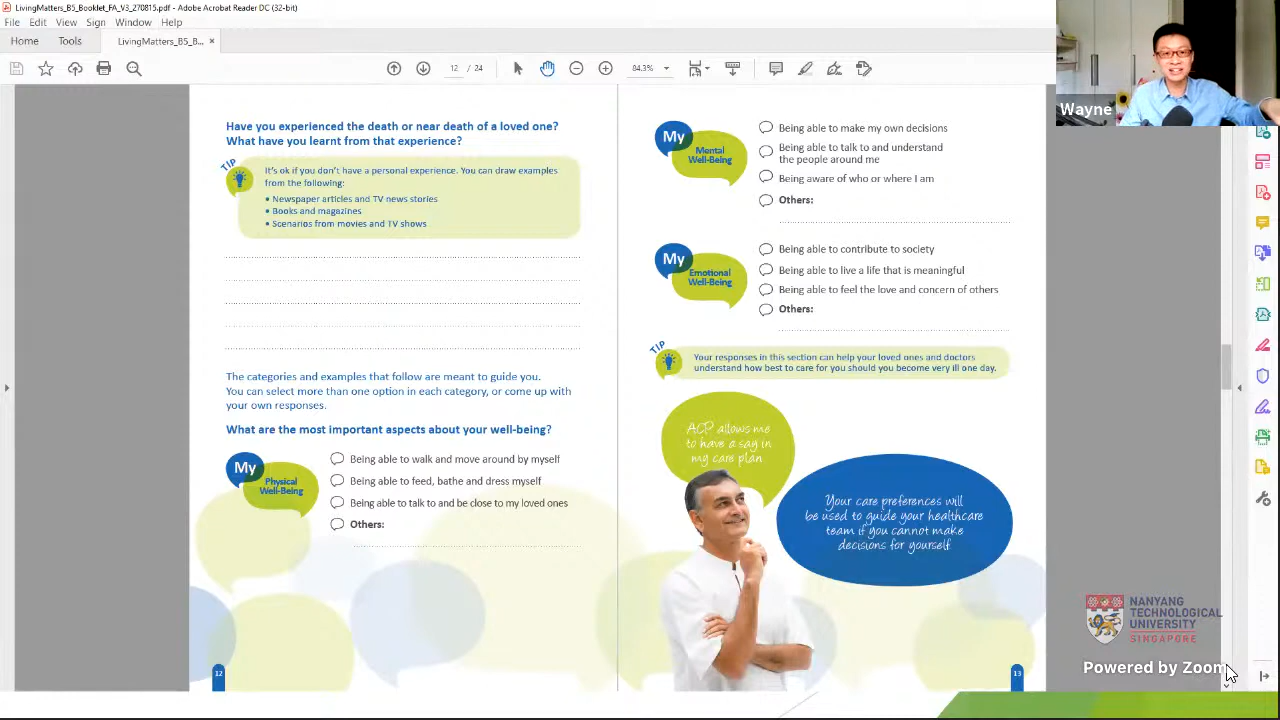 LivingMatters_B5_Booklet_FA_V3_270815.pdf - Adobe Acrobat Reader DC (32-bit)
File Edit View Sign Window Help
Home Tools LivingMatters_B5_B... ×
12 84.3%
Wayne
Have you experienced the death or near death of a loved one?
What have you learnt from that experience?
TIP
It's ok if you don't have a personal experience. You can draw examples
from the following:
• Newspaper articles and TV news stories
• Books and magazines
• Scenarios from movies and TV shows
The categories and examples that follow are meant to guide you.
You can select more than one option in each category, or come up with
your own responses.
What are the most important aspects about your well-being?
My
Physical
Well-Being
Being able to walk and move around by myself
Being able to feed, bathe and dress myself
Being able to talk to and be close to my loved ones
Others:
12
My
Mental
Well-Being
Being able to make my own decisions
Being able to talk to and understand
the people around me
Being aware of who or where I am
Others:
My
Emotional
Well-Being
Being able to contribute to society
Being able to live a life that is meaningful
Being able to feel the love and concern of others
Others:
TIP
Your responses in this section can help your loved ones and doctors
understand how best to care for you should you become very ill one day.
ACP allows me
to have a say in
my care plan
Your care preferences will
be used to guide your healthcare
team if you cannot make
decisions for yourself.
13
NANYANG
TECHNOLOGICAL
UNIVERSITY
SINGAPORE
Powered by Zoom